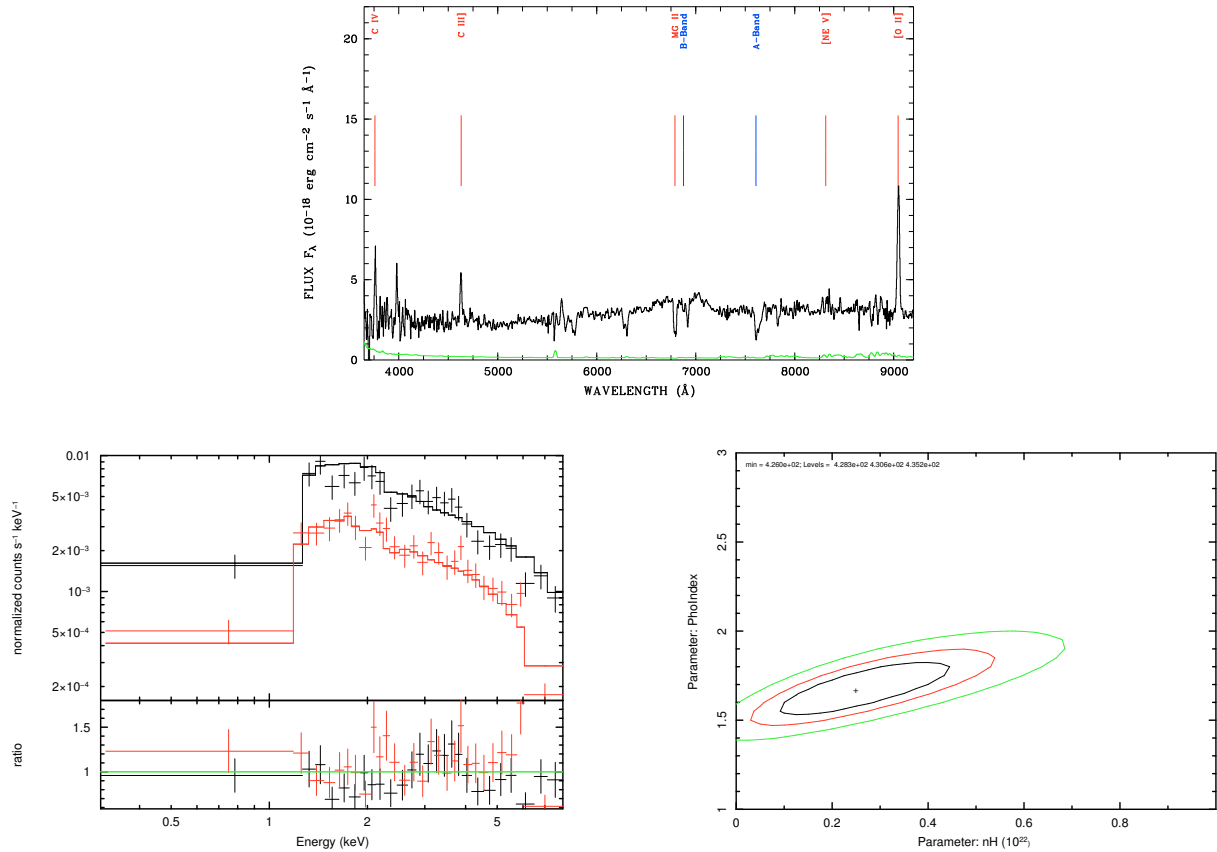 C IV
C III]
MG II
B-Band
A-Band
[NE V]
[O II]
20
15
10
5
0
FLUX Fλ (10⁻¹⁸ erg cm⁻² s⁻¹ Å⁻¹)
4000 5000 6000 7000 8000 9000
WAVELENGTH (Å)
0.01
5×10⁻³
2×10⁻³
10⁻³
5×10⁻⁴
2×10⁻⁴
normalized counts s⁻¹ keV⁻¹
1.5
1
ratio
0.5 1 2 5
Energy (keV)
min = 4.260e+02; Levels = 4.283e+02 4.306e+02 4.352e+02
3
2.5
2
1.5
1
Parameter: PhoIndex
0 0.2 0.4 0.6 0.8
Parameter: nH (10²²)